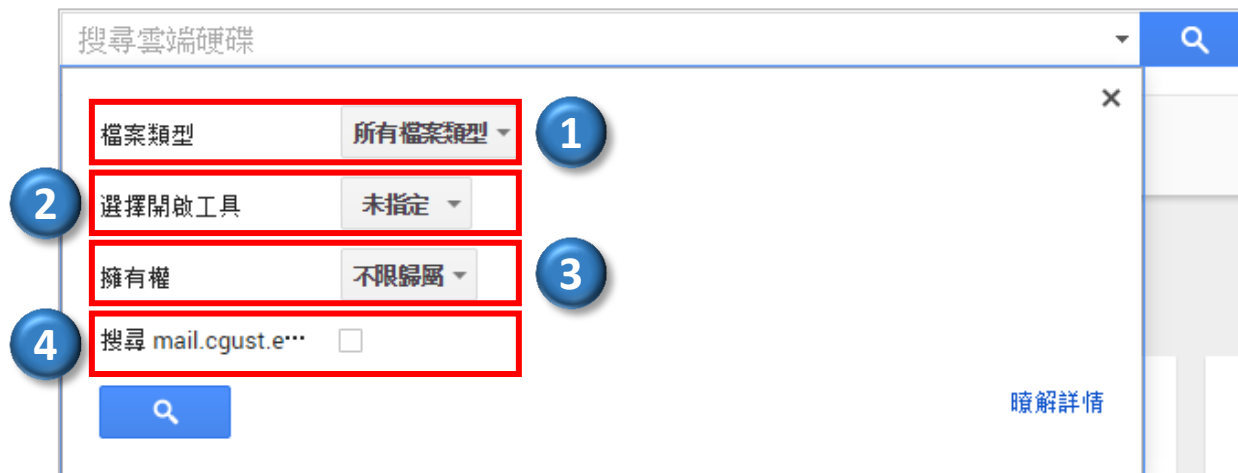 搜尋雲端硬碟
檔案類型 所有檔案類型 1
2 選擇開啟工具 未指定
擁有權 不限歸屬 3
4 搜尋 mail.cgust.e…
瞭解詳情